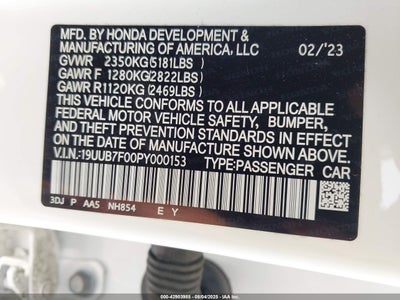 MFD. BY HONDA DEVELOPMENT &
MANUFACTURING OF AMERICA, LLC 02/'23
GVWR 2350KG(5181LBS)
GAWR F 1280KG(2822LBS)
GAWR R1120KG(2469LBS)
THIS VEHICLE CONFORMS TO ALL APPLICABLE
FEDERAL MOTOR VEHICLE SAFETY, BUMPER,
AND THEFT PREVENTION STANDARDS IN EFFECT
ON THE DATE OF MANUFACTURE SHOWN ABOVE.
V.I.N: 19UUB7F00PY000153 TYPE:PASSENGER CAR
3DJ P AA5 NH854 E Y
000-42903985 - 09/04/2025 - IAA Inc.